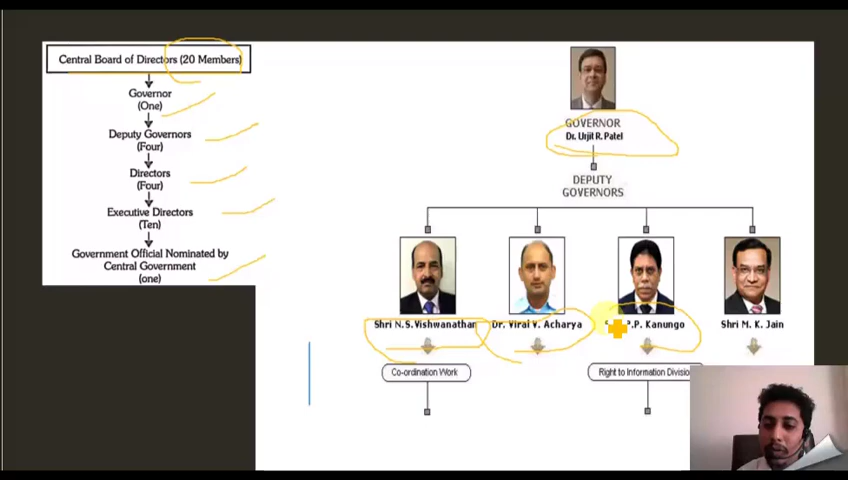 Central Board of Directors (20 Members)
Governor
(One)
Deputy Governors
(Four)
Directors
(Four)
Executive Directors
(Ten)
Government Official Nominated by
Central Government
(one)
GOVERNOR
Dr. Urjit R. Patel
DEPUTY
GOVERNORS
Shri N.S.Vishwanathan
Dr. Viral V. Acharya
P.P. Kanungo
Shri M. K. Jain
Co-ordination Work
Right to Information Divisio